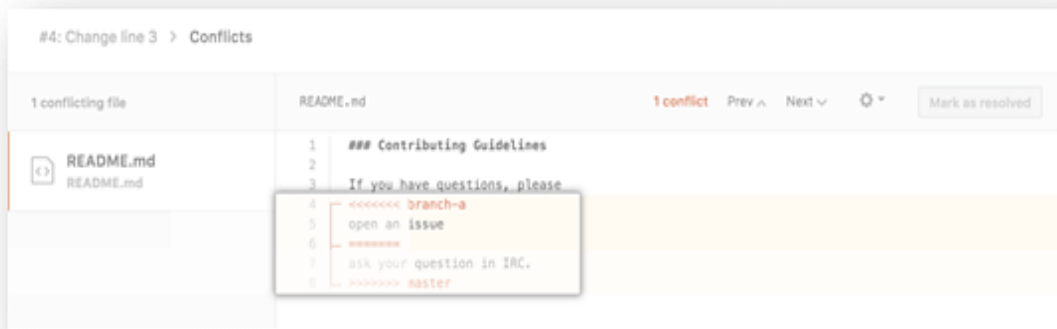 #4: Change line 3 > Conflicts
1 conflicting file
README.md
README.md
README.md 1 conflict Prev Next Mark as resolved
1 ### Contributing Guidelines
2
3 If you have questions, please
4 <<<<<<< branch-a
5 open an issue
6 =======
7 ask your question in IRC.
8 >>>>>>> master